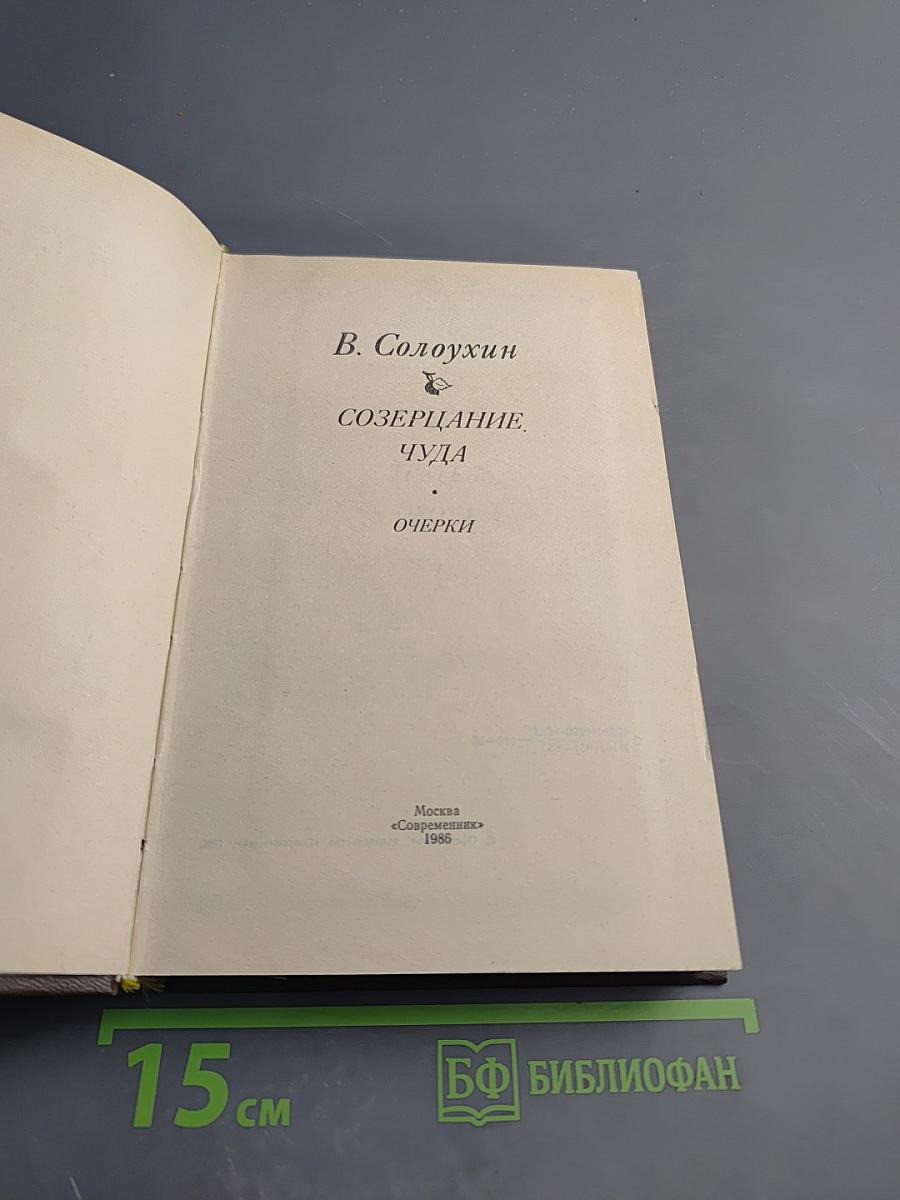 В. Солоухин
СОЗЕРЦАНИЕ
ЧУДА
ОЧЕРКИ
Москва
«Современник»
1986
15 см
БФ БИБЛИОФАН